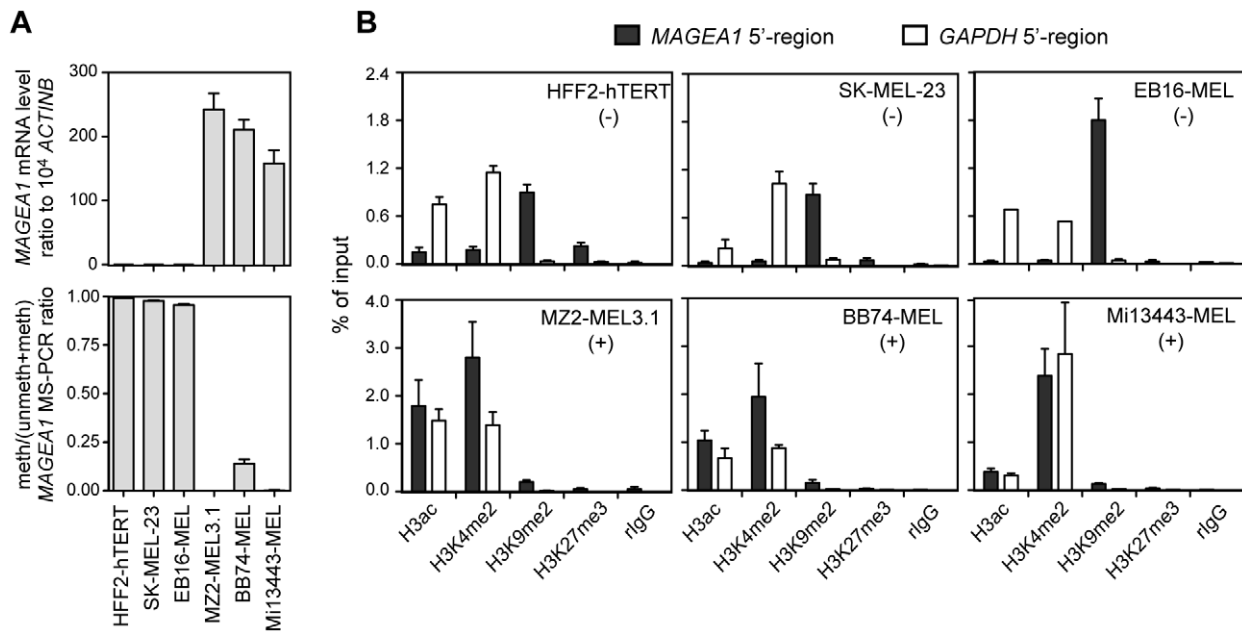 A
MAGEA1 mRNA level
ratio to 10⁴ ACTINB
300
200
100
0
meth/(unmeth+meth)
MAGEA1 MS-PCR ratio
1.00
0.75
0.50
0.25
0.00
HFF2-hTERT
SK-MEL-23
EB16-MEL
MZ2-MEL3.1
BB74-MEL
Mi13443-MEL
B
MAGEA1 5'-region
GAPDH 5'-region
% of input
2.4
1.8
1.2
0.6
0.0
HFF2-hTERT
(-)
SK-MEL-23
(-)
EB16-MEL
(-)
4.0
3.0
2.0
1.0
0.0
MZ2-MEL3.1
(+)
BB74-MEL
(+)
Mi13443-MEL
(+)
H3ac
H3K4me2
H3K9me2
H3K27me3
rIgG
H3ac
H3K4me2
H3K9me2
H3K27me3
rIgG
H3ac
H3K4me2
H3K9me2
H3K27me3
rIgG